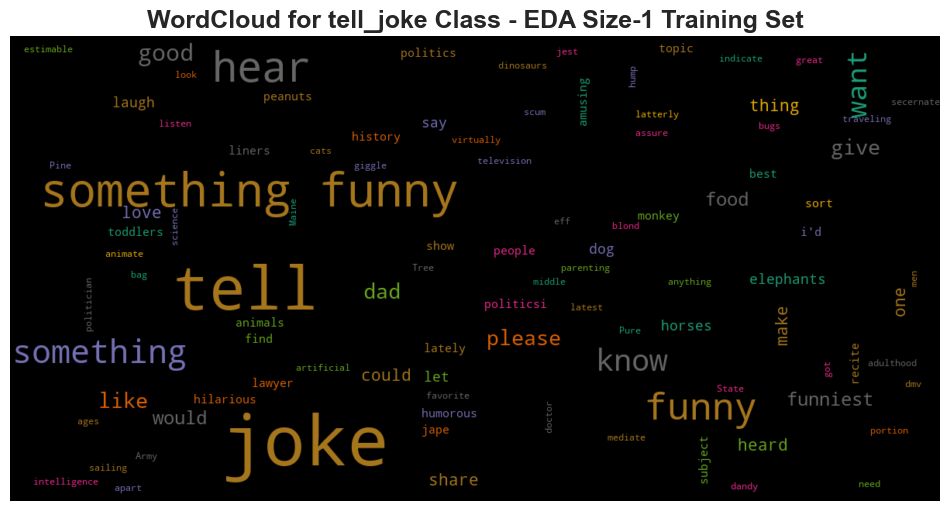 WordCloud for tell_joke Class - EDA Size-1 Training Set
estimable
good
hear
politics
jest
topic
indicate
great
want
look
dinosaurs
hump
peanuts
laugh
amusing
latterly
thing
secernate
traveling
listen
say
scum
assure
bugs
history
virtually
liners
cats
give
Pine
giggle
television
best
something funny
love
science
Maine
food
sort
toddlers
eff
blond
monkey
i'd
animate
show
people
dog
bag
Tree
parenting
middle
anything
elephants
men
tell
dad
politician
politicsi
latest
one
animals
find
please
Pure
horses
make
something
lately
know
recite
adulthood
artificial
could
let
got
lawyer
favorite
State
dmv
like
hilarious
funny
funniest
would
humorous
ages
joke
jape
doctor
mediate
portion
heard
subject
Army
sailing
share
intelligence
apart
dandy
need